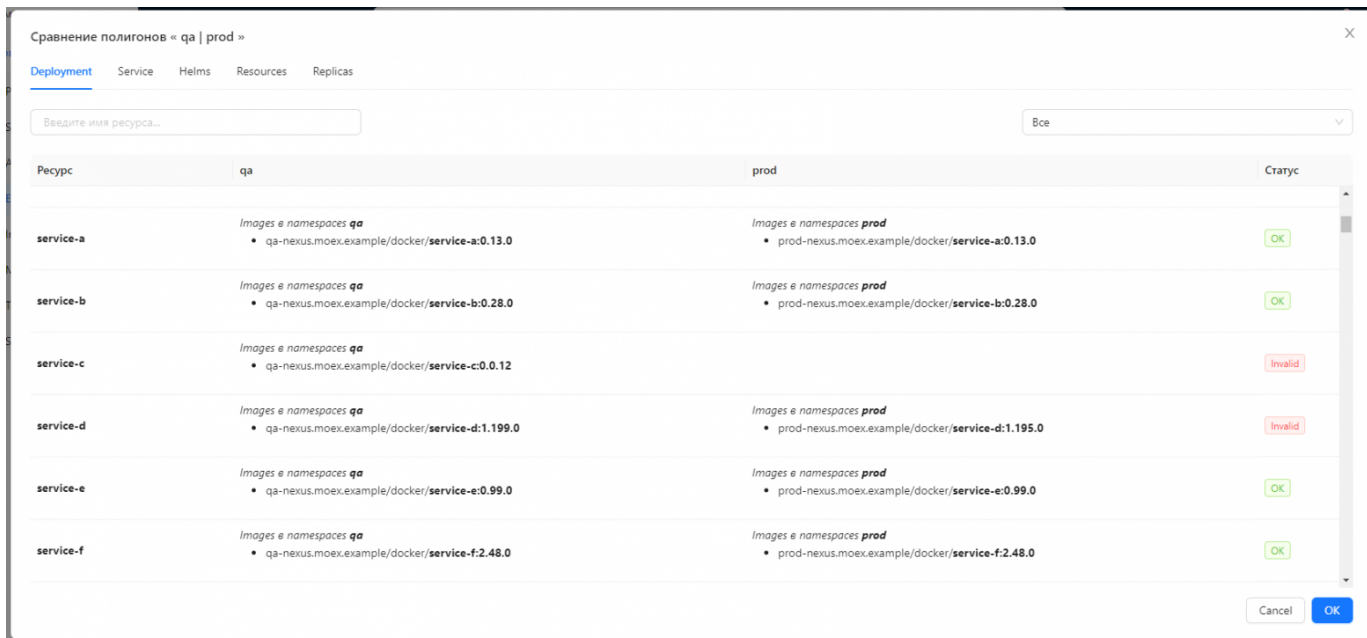 Сравнение полигонов « qa | prod »
Deployment Service Helms Resources Replicas
Введите имя ресурса... Все
Ресурс qa prod Статус
Images в namespaces qa Images в namespaces prod
service-a • qa-nexus.moex.example/docker/service-a:0.13.0 • prod-nexus.moex.example/docker/service-a:0.13.0 OK
Images в namespaces qa Images в namespaces prod
service-b • qa-nexus.moex.example/docker/service-b:0.28.0 • prod-nexus.moex.example/docker/service-b:0.28.0 OK
Images в namespaces qa
service-c • qa-nexus.moex.example/docker/service-c:0.0.12 Invalid
Images в namespaces qa Images в namespaces prod
service-d • qa-nexus.moex.example/docker/service-d:1.199.0 • prod-nexus.moex.example/docker/service-d:1.195.0 Invalid
Images в namespaces qa Images в namespaces prod
service-e • qa-nexus.moex.example/docker/service-e:0.99.0 • prod-nexus.moex.example/docker/service-e:0.99.0 OK
Images в namespaces qa Images в namespaces prod
service-f • qa-nexus.moex.example/docker/service-f:2.48.0 • prod-nexus.moex.example/docker/service-f:2.48.0 OK
Cancel OK